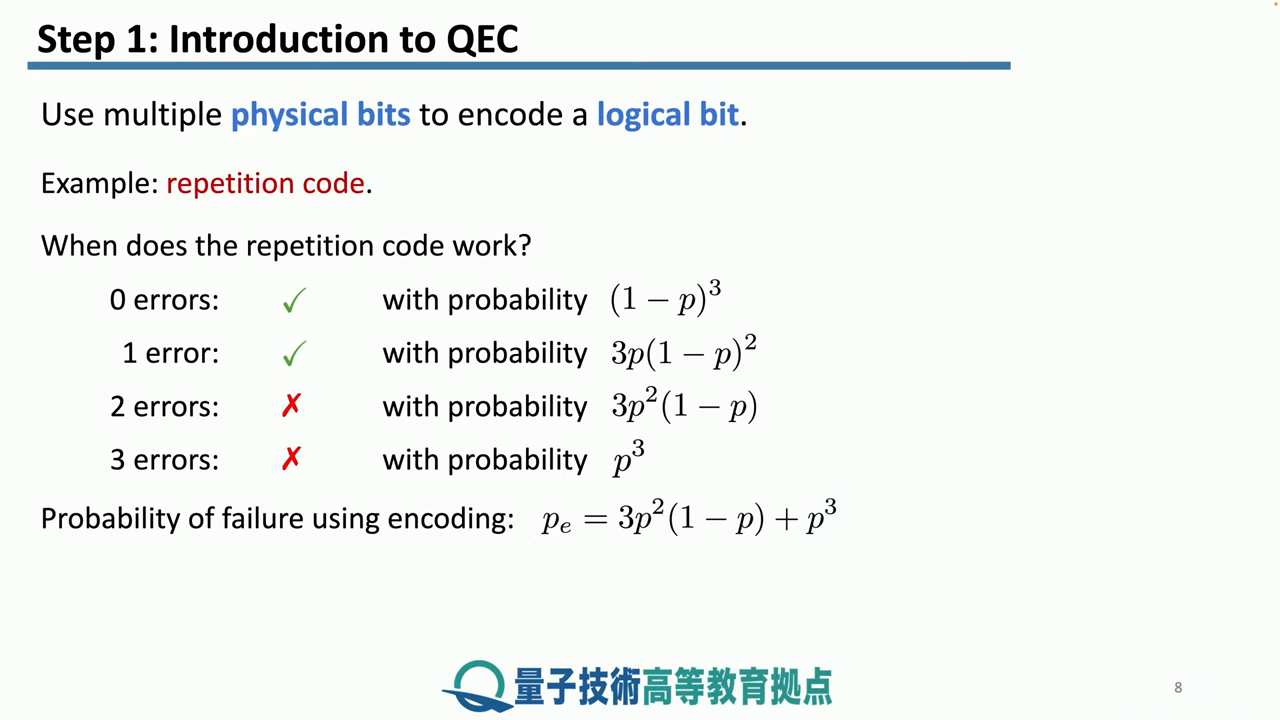 Step 1: Introduction to QEC
Use multiple physical bits to encode a logical bit.
Example: repetition code.
When does the repetition code work?
0 errors: ✓ with probability (1 − p)³
1 error: ✓ with probability 3p(1 − p)²
2 errors: ✗ with probability 3p²(1 − p)
3 errors: ✗ with probability p³
Probability of failure using encoding: pₑ = 3p²(1 − p) + p³
量子技術高等教育拠点
8